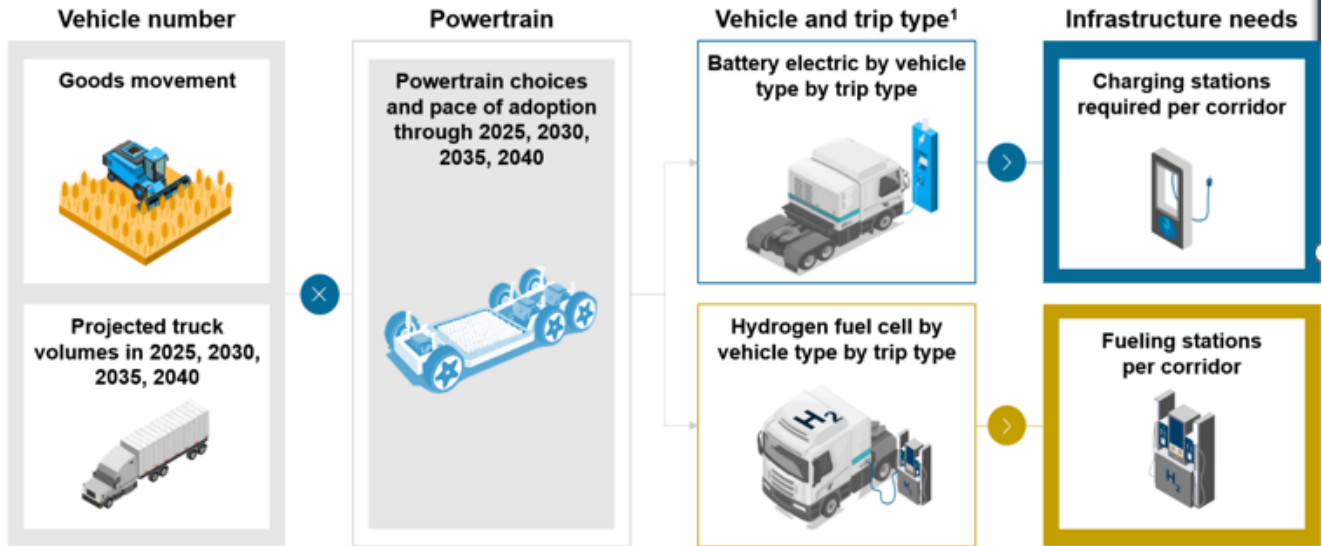 Vehicle number
Powertrain
Vehicle and trip type¹
Infrastructure needs
Goods movement
Projected truck
volumes in 2025, 2030,
2035, 2040
Powertrain choices
and pace of adoption
through 2025, 2030,
2035, 2040
Battery electric by vehicle
type by trip type
Hydrogen fuel cell by
vehicle type by trip type
H2
H2
Charging stations
required per corridor
Fueling stations
per corridor
H2